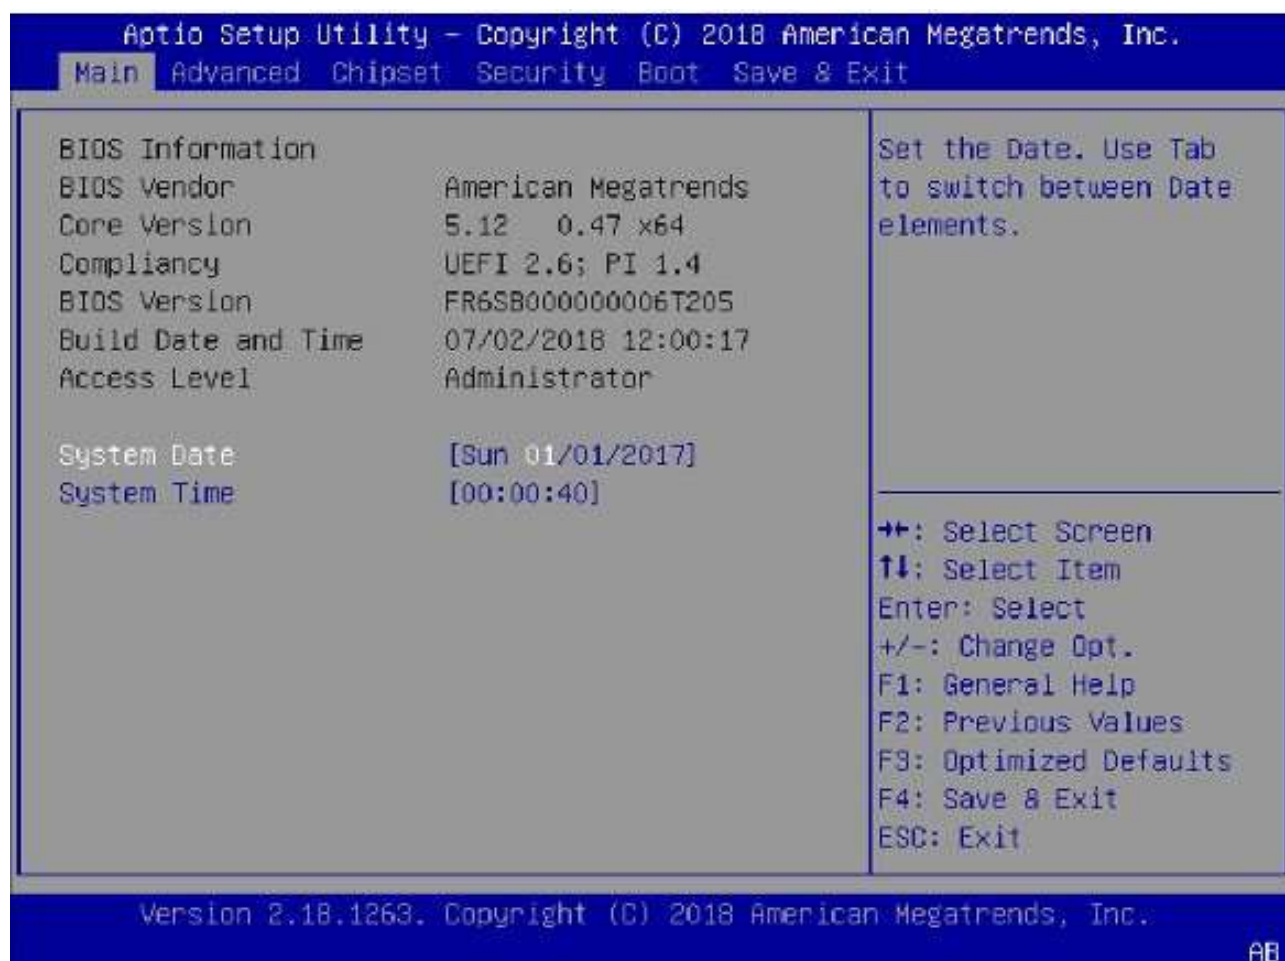 Aptio Setup Utility – Copyright (C) 2018 American Megatrends, Inc.
Main Advanced Chipset Security Boot Save & Exit
BIOS Information
BIOS Vendor American Megatrends
Core Version 5.12 0.47 x64
Compliancy UEFI 2.6; PI 1.4
BIOS Version FR6SB000000006T205
Build Date and Time 07/02/2018 12:00:17
Access Level Administrator
System Date [Sun 01/01/2017]
System Time [00:00:40]
Set the Date. Use Tab
to switch between Date
elements.
→←: Select Screen
↑↓: Select Item
Enter: Select
+/-: Change Opt.
F1: General Help
F2: Previous Values
F3: Optimized Defaults
F4: Save & Exit
ESC: Exit
Version 2.18.1263. Copyright (C) 2018 American Megatrends, Inc.
AB